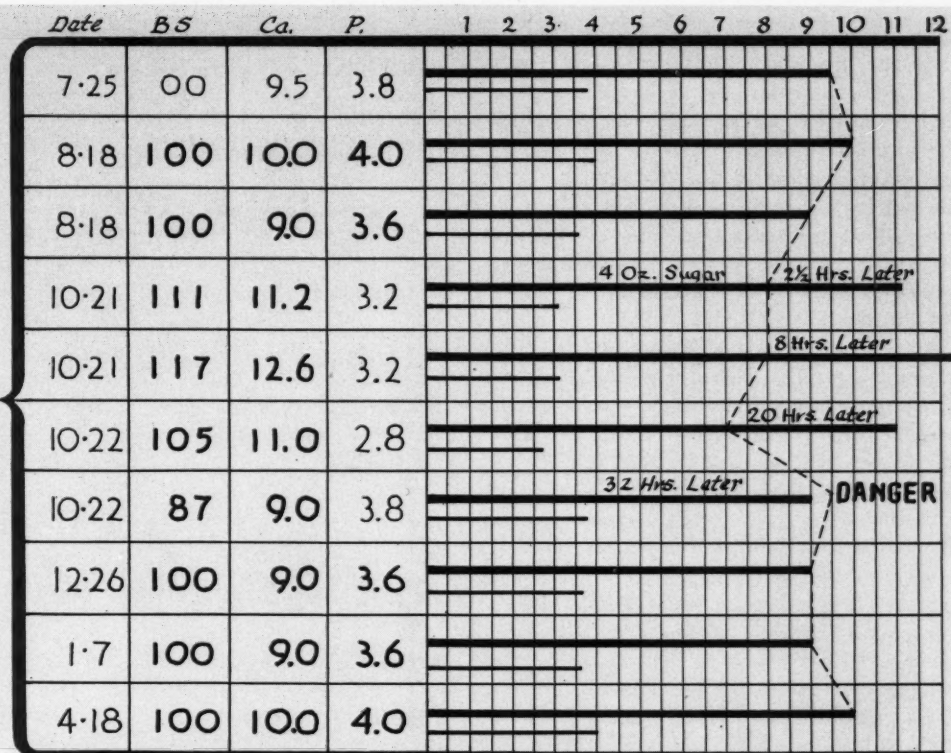 Date BS Ca. P. 1 2 3 4 5 6 7 8 9 10 11 12
7·25 00 9.5 3.8
8·18 100 10.0 4.0
8·18 100 9.0 3.6
4 Oz. Sugar 2½ Hrs. Later
10·21 111 11.2 3.2
8 Hrs. Later
10·21 117 12.6 3.2
20 Hrs. Later
10·22 105 11.0 2.8
32 Hrs. Later
10·22 87 9.0 3.8 DANGER
12·26 100 9.0 3.6
1·7 100 9.0 3.6
4·18 100 10.0 4.0